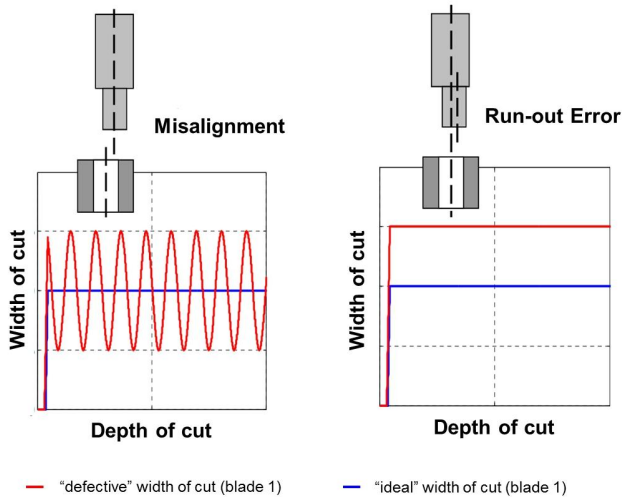 Misalignment
Run-out Error
Width of cut
Width of cut
Depth of cut
Depth of cut
“defective” width of cut (blade 1)
“ideal” width of cut (blade 1)